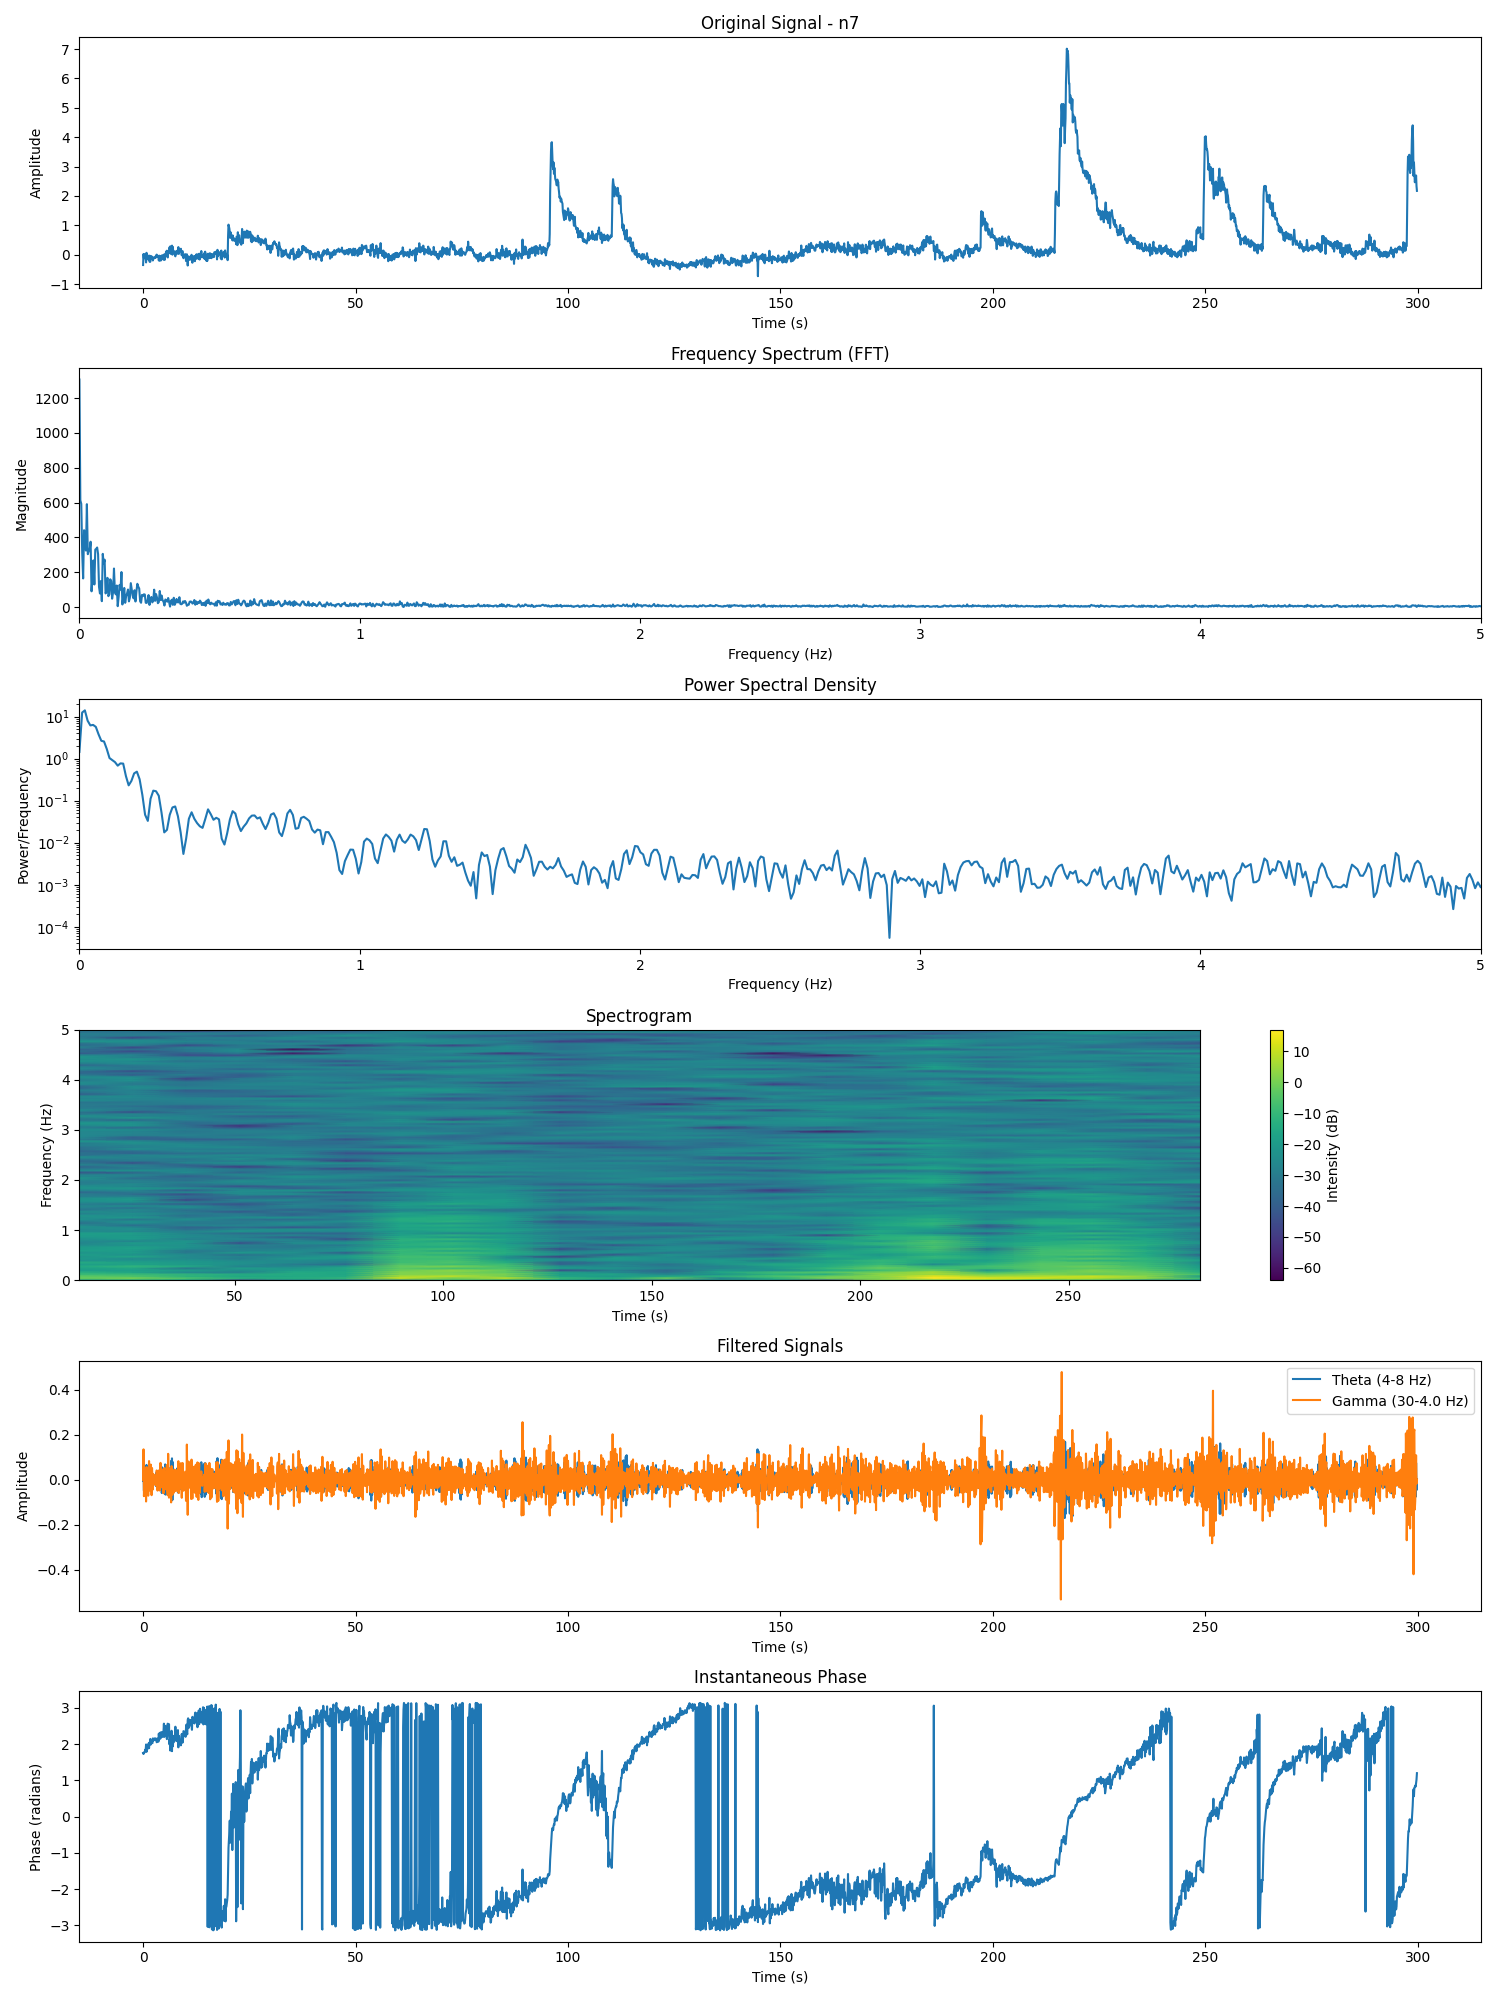 Original Signal - n7
7
6
5
4
3
2
1
0
−1
Amplitude
0 50 100 150 200 250 300
Time (s)
Frequency Spectrum (FFT)
1200
1000
800
600
400
200
0
Magnitude
0 1 2 3 4 5
Frequency (Hz)
Power Spectral Density
10¹
10⁰
10⁻¹
10⁻²
10⁻³
10⁻⁴
Power/Frequency
0 1 2 3 4 5
Frequency (Hz)
Spectrogram
5
4
3
2
1
0
Frequency (Hz)
50 100 150 200 250
Time (s)
10
0
−10
−20
−30
−40
−50
−60
Intensity (dB)
Filtered Signals
0.4
0.2
0.0
−0.2
−0.4
Amplitude
Theta (4-8 Hz)
Gamma (30-4.0 Hz)
0 50 100 150 200 250 300
Time (s)
Instantaneous Phase
3
2
1
0
−1
−2
−3
Phase (radians)
0 50 100 150 200 250 300
Time (s)